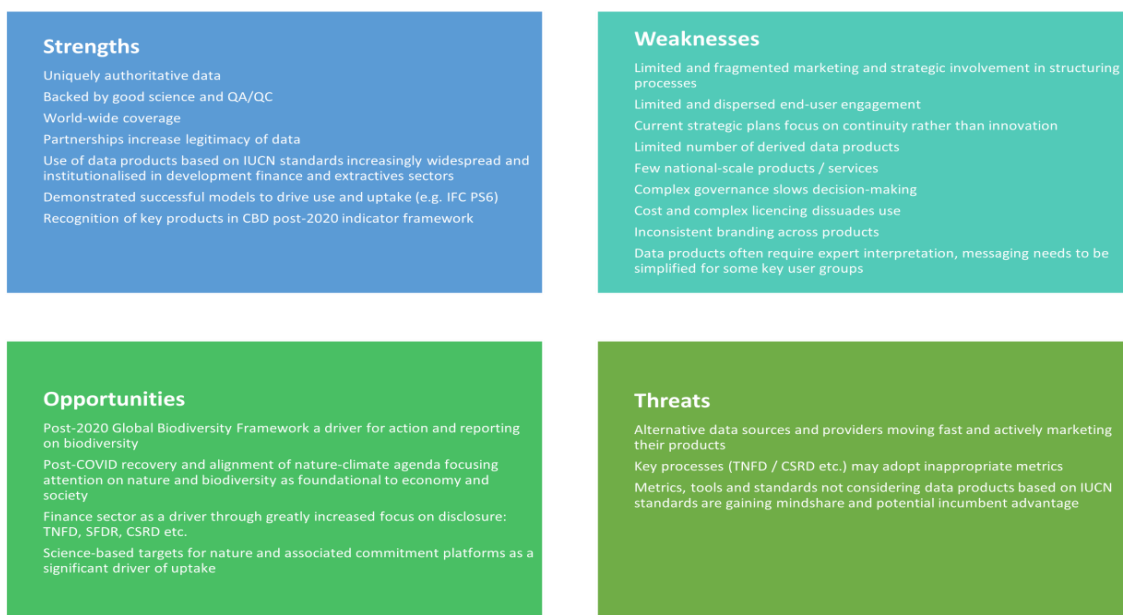 Strengths
Uniquely authoritative data
Backed by good science and QA/QC
World-wide coverage
Partnerships increase legitimacy of data
Use of data products based on IUCN standards increasingly widespread and
institutionalised in development finance and extractives sectors
Demonstrated successful models to drive use and uptake (e.g. IFC PS6)
Recognition of key products in CBD post-2020 indicator framework
Weaknesses
Limited and fragmented marketing and strategic involvement in structuring
processes
Limited and dispersed end-user engagement
Current strategic plans focus on continuity rather than innovation
Limited number of derived data products
Few national-scale products / services
Complex governance slows decision-making
Cost and complex licencing dissuades use
Inconsistent branding across products
Data products often require expert interpretation, messaging needs to be
simplified for some key user groups
Opportunities
Post-2020 Global Biodiversity Framework a driver for action and reporting
on biodiversity
Post-COVID recovery and alignment of nature-climate agenda focusing
attention on nature and biodiversity as foundational to economy and
society
Finance sector as a driver through greatly increased focus on disclosure:
TNFD, SFDR, CSRD etc.
Science-based targets for nature and associated commitment platforms as a
significant driver of uptake
Threats
Alternative data sources and providers moving fast and actively marketing
their products
Key processes (TNFD / CSRD etc.) may adopt inappropriate metrics
Metrics, tools and standards not considering data products based on IUCN
standards are gaining mindshare and potential incumbent advantage